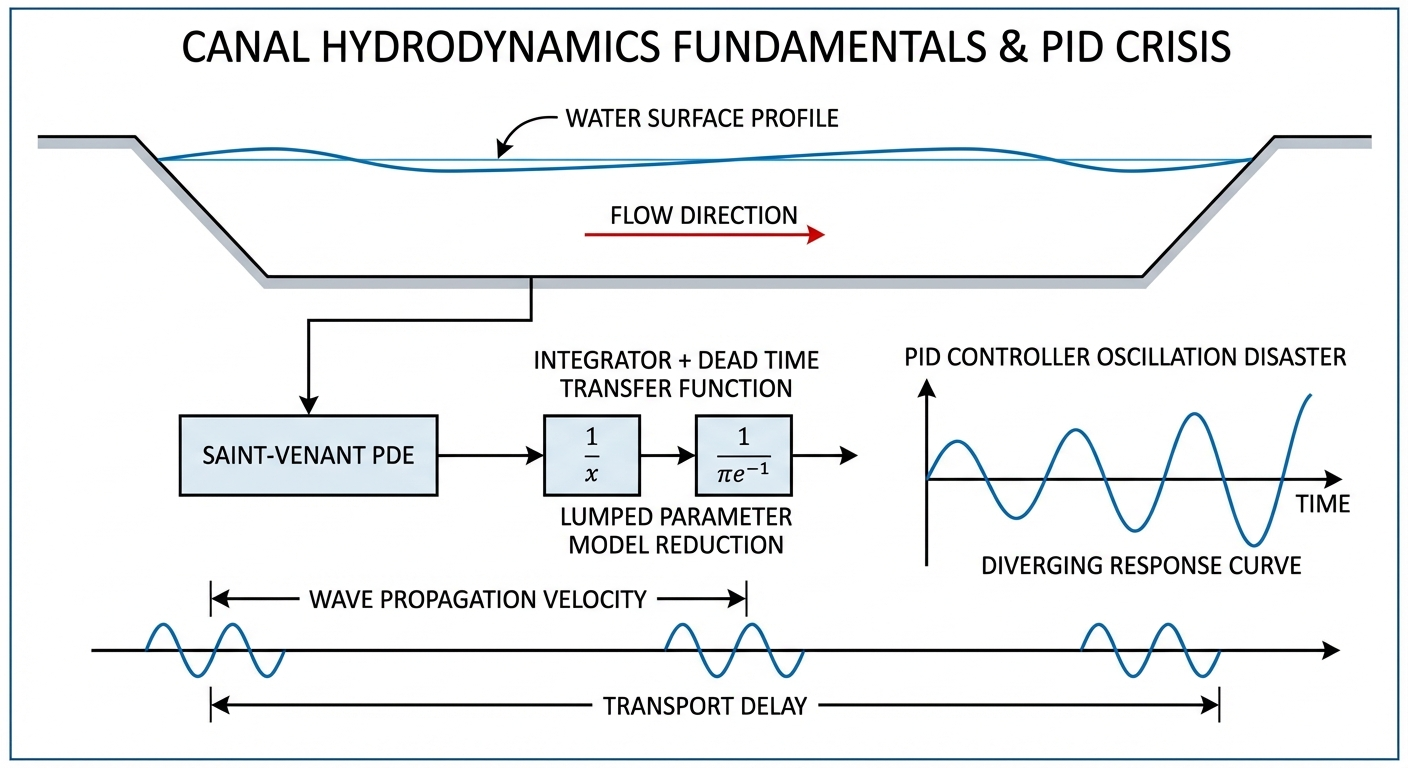 CANAL HYDRODYNAMICS FUNDAMENTALS & PID CRISIS
WATER SURFACE PROFILE
FLOW DIRECTION
INTEGRATOR + DEAD TIME
TRANSFER FUNCTION
SAINT-VENANT PDE
1
x
1
πe⁻¹
LUMPED PARAMETER
MODEL REDUCTION
PID CONTROLLER OSCILLATION DISASTER
TIME
DIVERGING RESPONSE CURVE
WAVE PROPAGATION VELOCITY
TRANSPORT DELAY